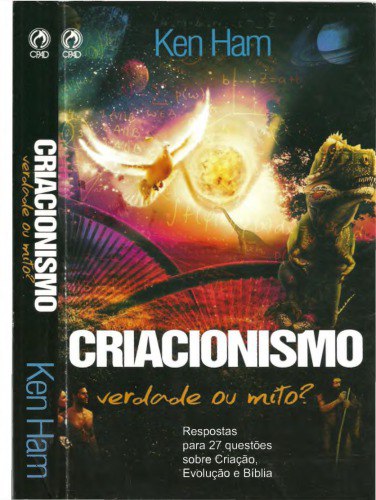 CPAD
CPAD
Ken Ham
CRIACIONISMO
verdade ou mito?
Ken Ham
CRIACIONISMO
verdade ou mito?
Respostas
para 27 questões
sobre Criação,
Evolução e Bíblia